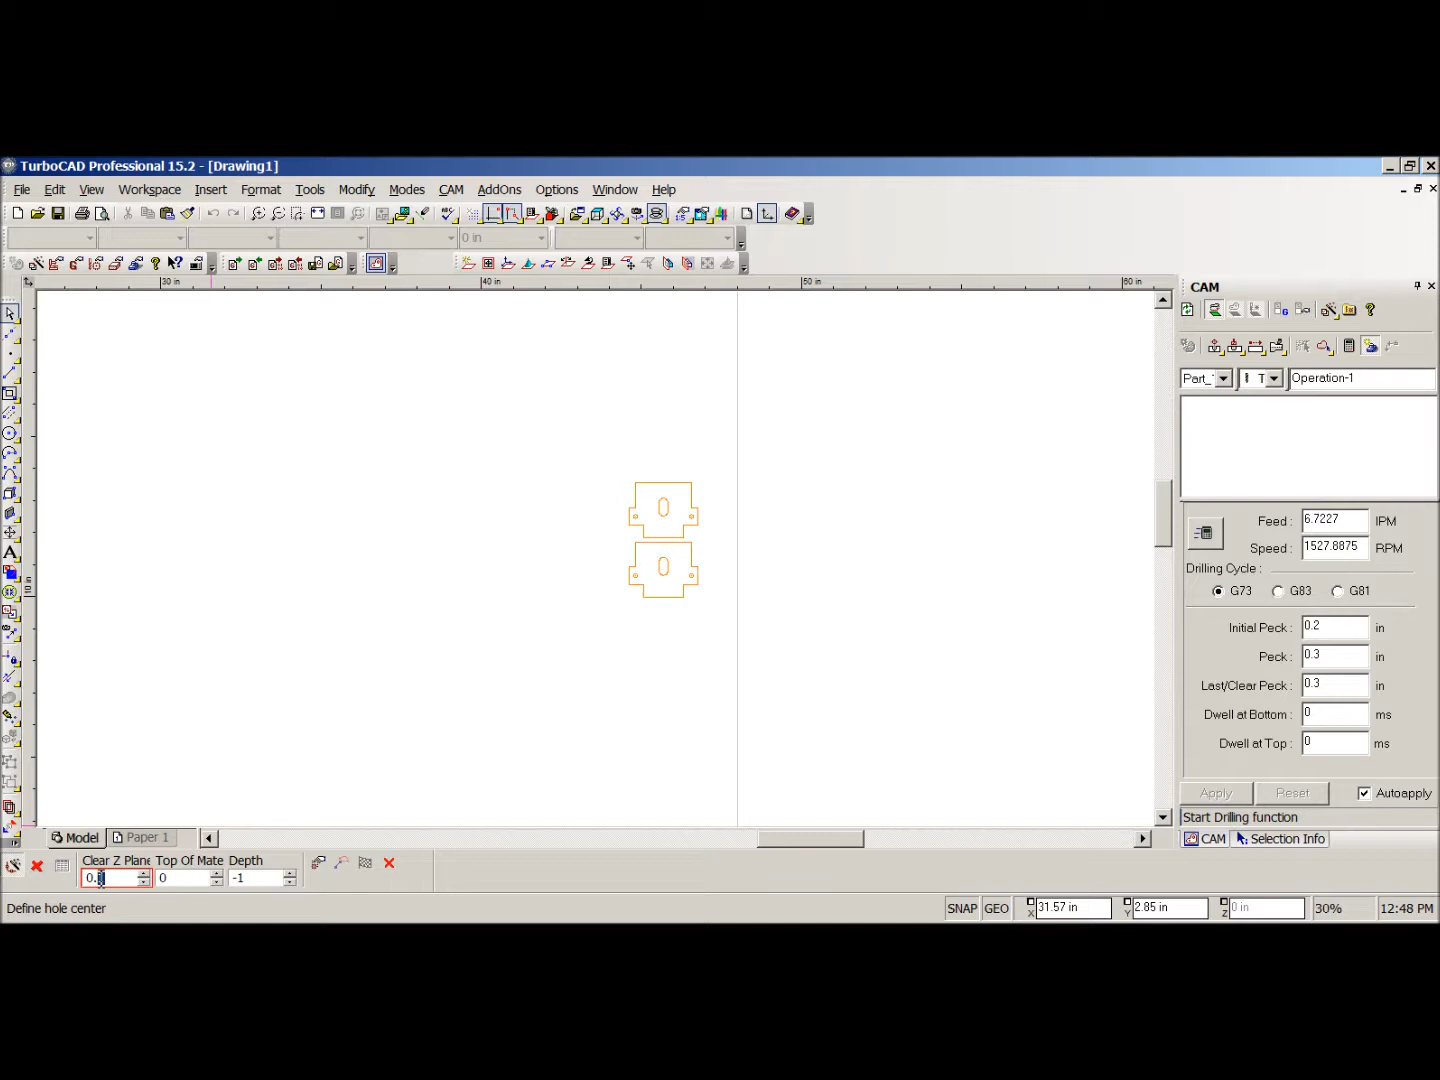 TurboCAD Professional 15.2 - [Drawing1]
File Edit View Workspace Insert Format Tools Modify Modes CAM AddOns Options Window Help
0 in
30 in 40 in 50 in 60 in
CAM
Part_ T Operation-1
Feed : 6.7227 IPM
Speed : 1527.8875 RPM
Drilling Cycle :
G73 G83 G81
10 in
Initial Peck : 0.2 in
Peck : 0.3 in
Last/Clear Peck : 0.3 in
Dwell at Bottom : 0 ms
Dwell at Top : 0 ms
Apply Reset Autoapply
Start Drilling function
Model Paper 1
CAM Selection Info
Clear Z Plane Top Of Mate Depth
0. 0 -1
Define hole center
SNAP GEO X 31.57 in Y 2.85 in Z 0 in 30% 12:48 PM